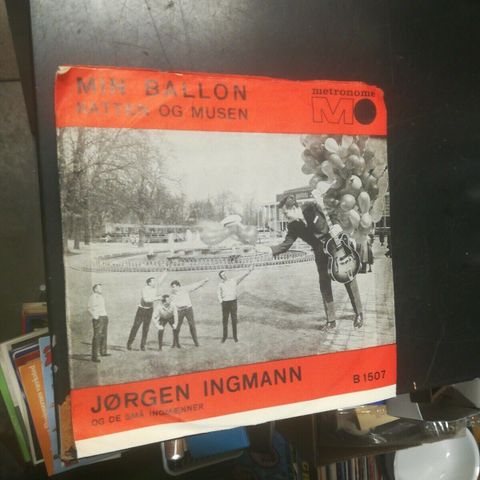 MIN BALLON
KATTEN OG MUSEN
metronome
JØRGEN INGMANN
B 1507
OG DE SMÅ INGMÆNNER